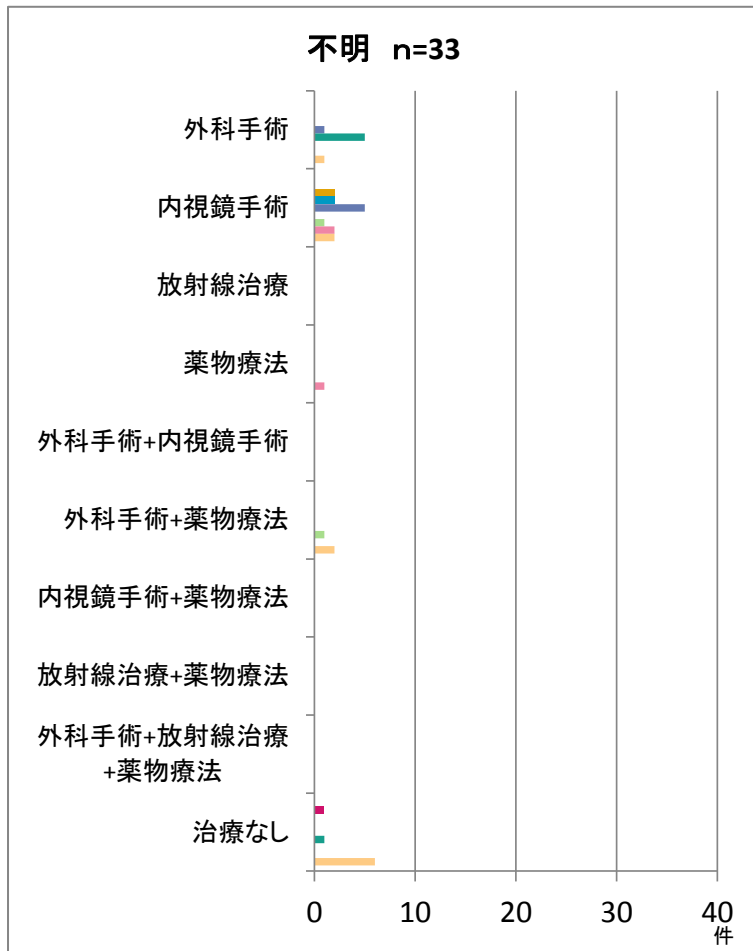 不明 n=33
外科手術
内視鏡手術
放射線治療
薬物療法
外科手術+内視鏡手術
外科手術+薬物療法
内視鏡手術+薬物療法
放射線治療+薬物療法
外科手術+放射線治療
+薬物療法
治療なし
0 10 20 30 40
件